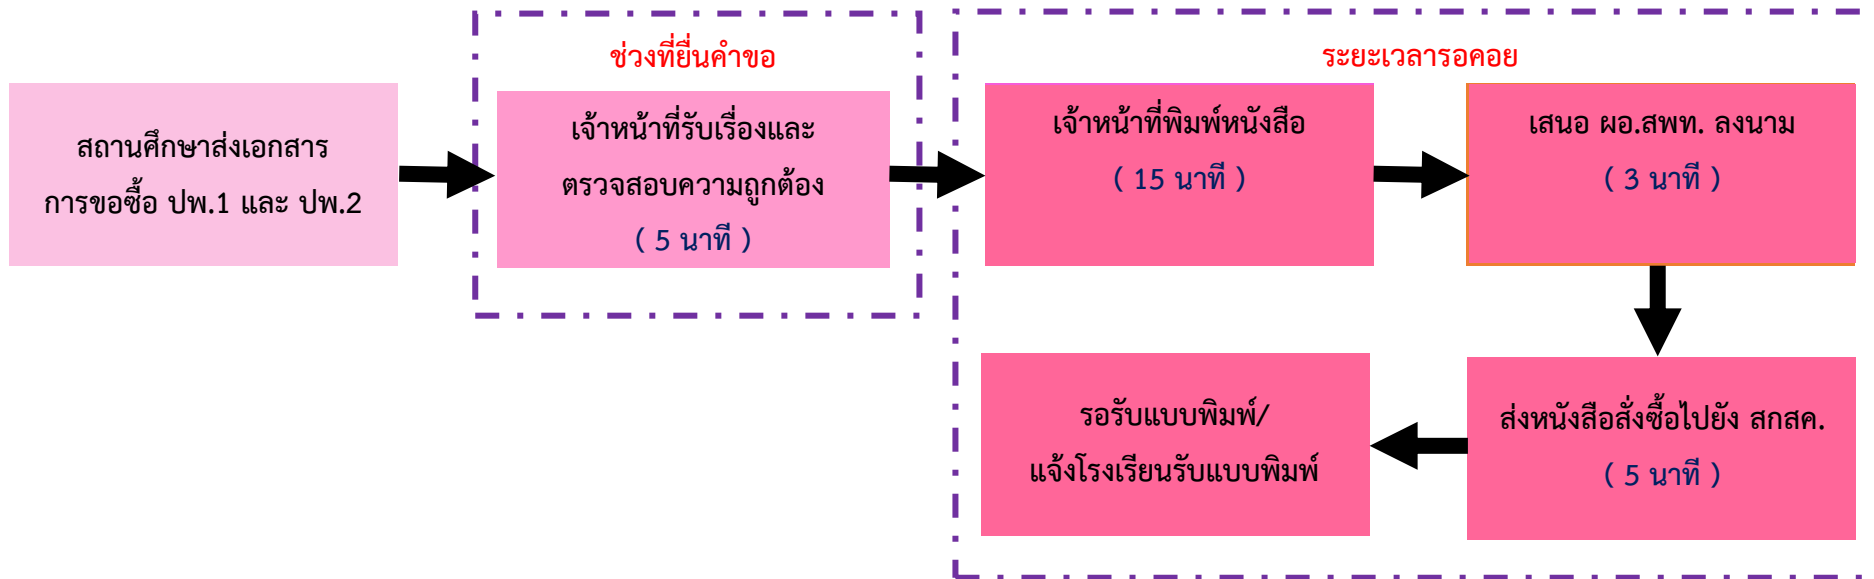 สถานศึกษาส่งเอกสาร
การขอซื้อ ปพ.1 และ ปพ.2
ช่วงที่ยื่นคำขอ
เจ้าหน้าที่รับเรื่องและ
ตรวจสอบความถูกต้อง
( 5 นาที )
ระยะเวลารอคอย
เจ้าหน้าที่พิมพ์หนังสือ
( 15 นาที )
เสนอ ผอ.สพท. ลงนาม
( 3 นาที )
ส่งหนังสือสั่งซื้อไปยัง สกสค.
( 5 นาที )
รอรับแบบพิมพ์/
แจ้งโรงเรียนรับแบบพิมพ์